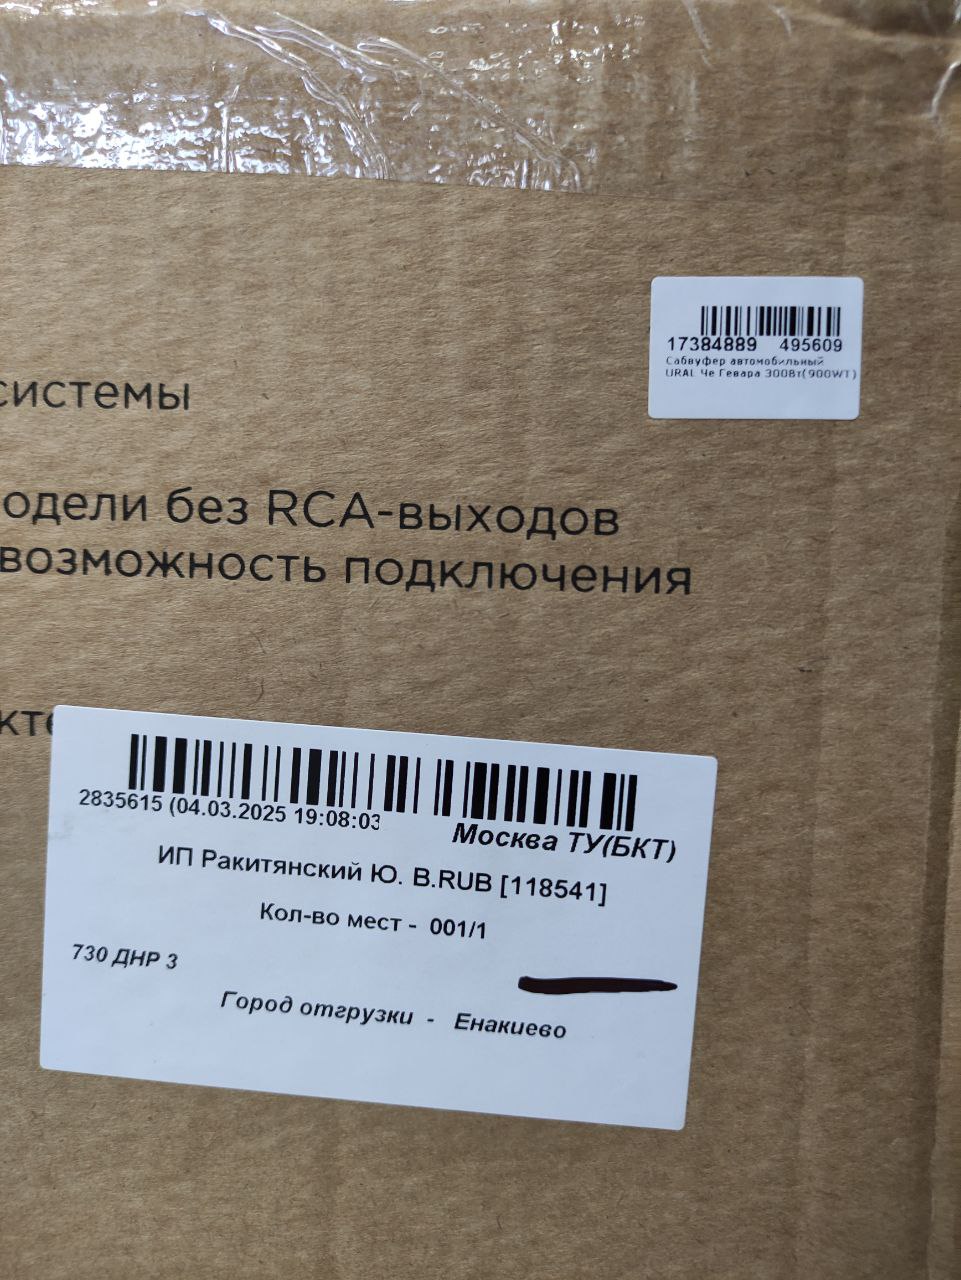 17384889 495609
Сабвуфер автомобильный
URAL Че Гевара 300Вт(900WT)
системы
одели без RCA-выходов
возможность подключения
кте
2835615 (04.03.2025 19:08:03
Москва ТУ(БКТ)
ИП Ракитянский Ю. В.RUB [118541]
Кол-во мест - 001/1
730 ДНР 3
Город отгрузки - Енакиево